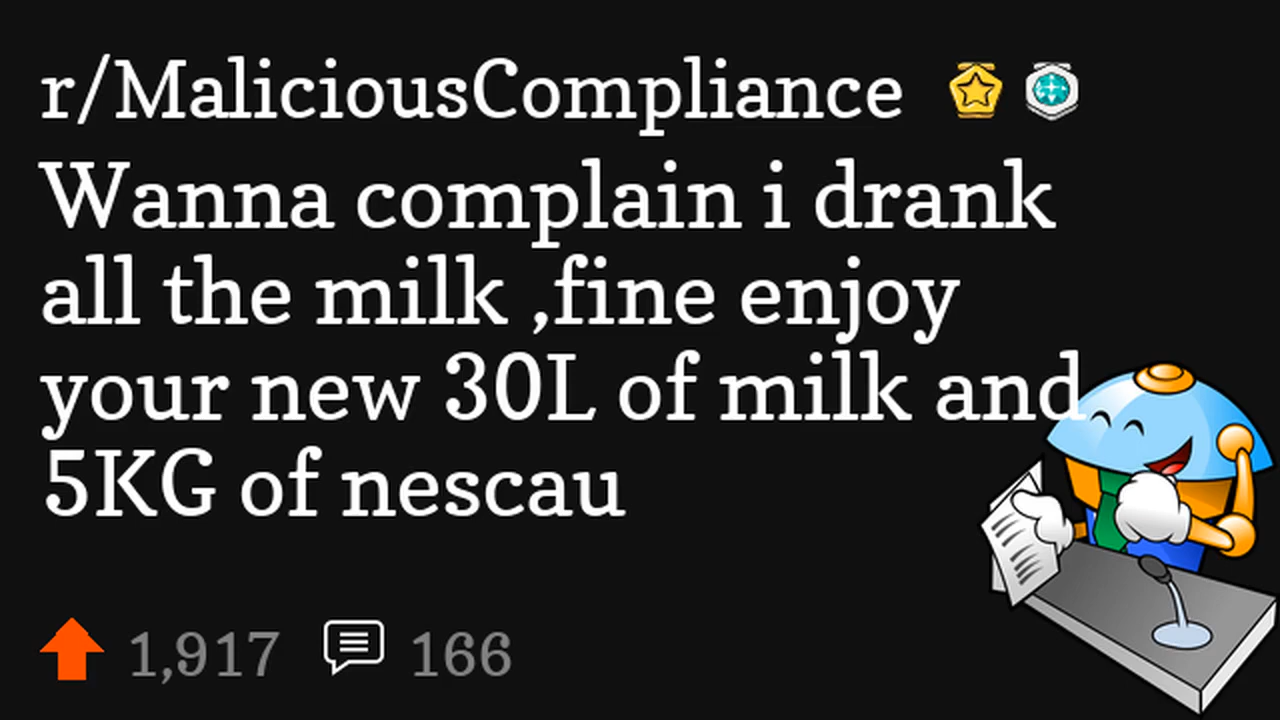 r/MaliciousCompliance
Wanna complain i drank
all the milk ,fine enjoy
your new 30L of milk and
5KG of nescau
1,917 166